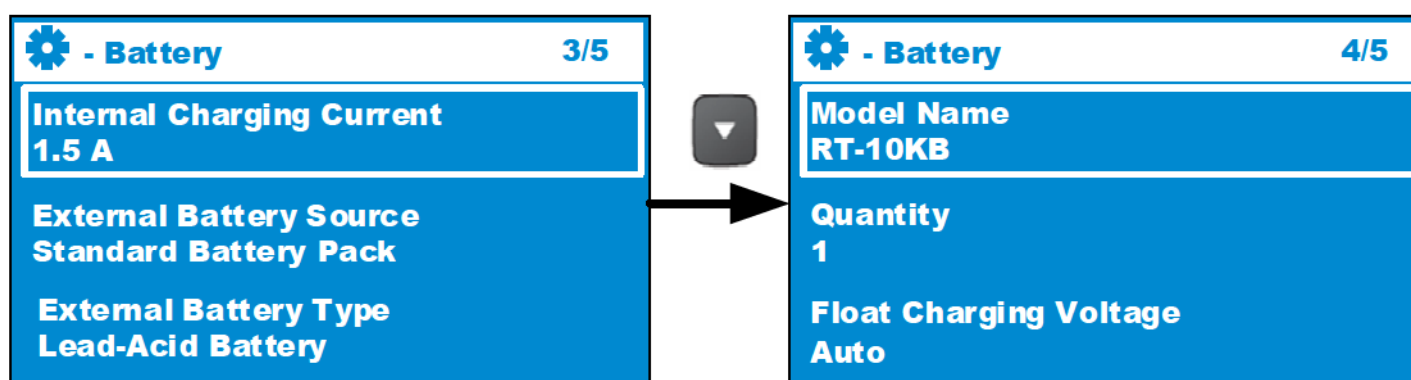 - Battery 3/5
Internal Charging Current
1.5 A
External Battery Source
Standard Battery Pack
External Battery Type
Lead-Acid Battery
- Battery 4/5
Model Name
RT-10KB
Quantity
1
Float Charging Voltage
Auto